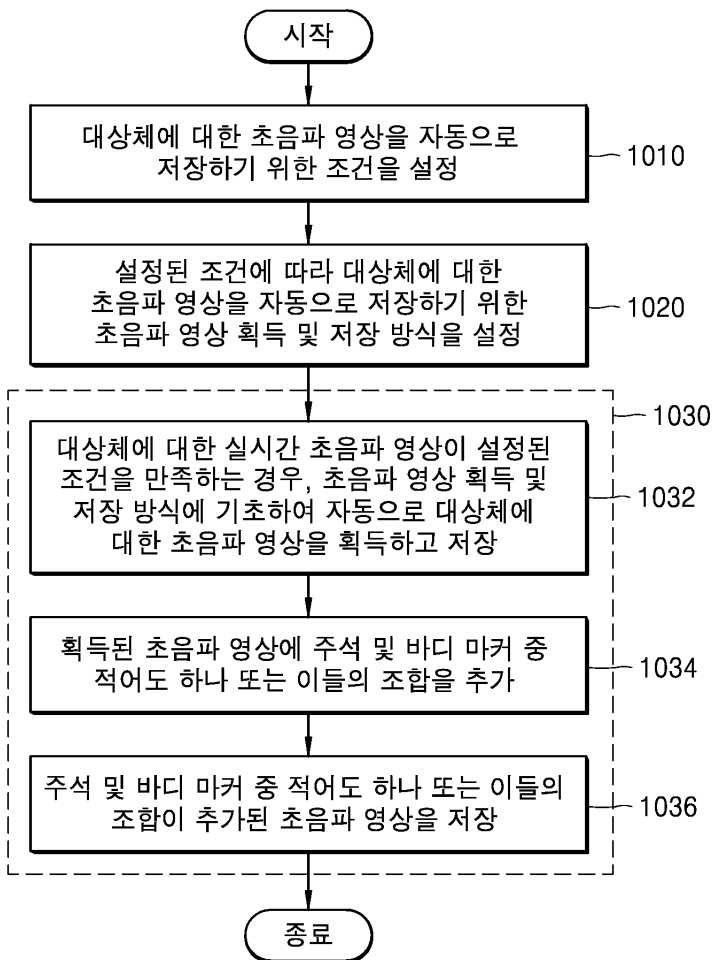 시작
대상체에 대한 초음파 영상을 자동으로
저장하기 위한 조건을 설정
1010
설정된 조건에 따라 대상체에 대한
초음파 영상을 자동으로 저장하기 위한
초음파 영상 획득 및 저장 방식을 설정
1020
1030
대상체에 대한 실시간 초음파 영상이 설정된
조건을 만족하는 경우, 초음파 영상 획득 및
저장 방식에 기초하여 자동으로 대상체에
대한 초음파 영상을 획득하고 저장
1032
획득된 초음파 영상에 주석 및 바디 마커 중
적어도 하나 또는 이들의 조합을 추가
1034
주석 및 바디 마커 중 적어도 하나 또는 이들의
조합이 추가된 초음파 영상을 저장
1036
종료